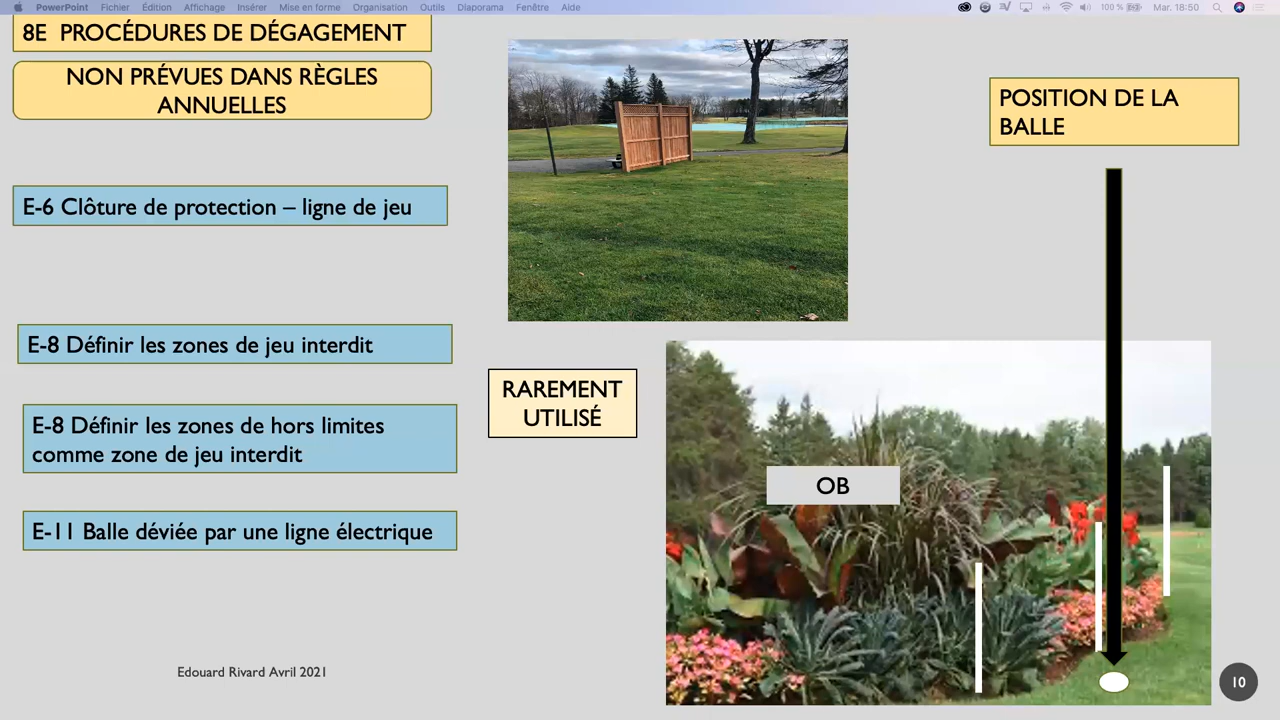 PowerPoint Fichier Édition Affichage Insérer Mise en forme Organisation Outils Diaporama Fenêtre Aide 100 % Mar. 18:50
8E PROCÉDURES DE DÉGAGEMENT
NON PRÉVUES DANS RÈGLES
ANNUELLES
POSITION DE LA
BALLE
E-6 Clôture de protection – ligne de jeu
E-8 Définir les zones de jeu interdit
RAREMENT
UTILISÉ
E-8 Définir les zones de hors limites
comme zone de jeu interdit
OB
E-11 Balle déviée par une ligne électrique
Edouard Rivard Avril 2021
10